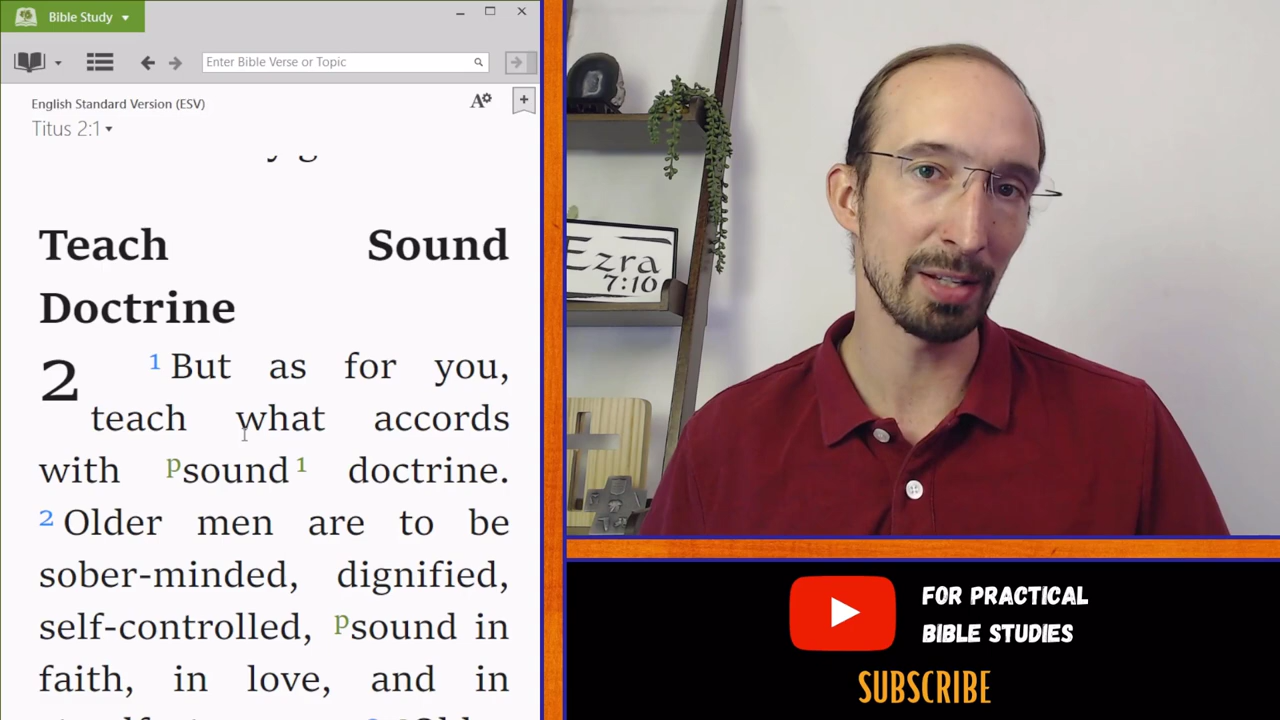 Bible Study
Enter Bible Verse or Topic
English Standard Version (ESV)
Titus 2:1
Teach Sound
Doctrine
2 1 But as for you,
teach what accords
with psound1 doctrine.
2 Older men are to be
sober-minded, dignified,
self-controlled, psound in
faith, in love, and in
Ezra
7:10
FOR PRACTICAL
BIBLE STUDIES
SUBSCRIBE